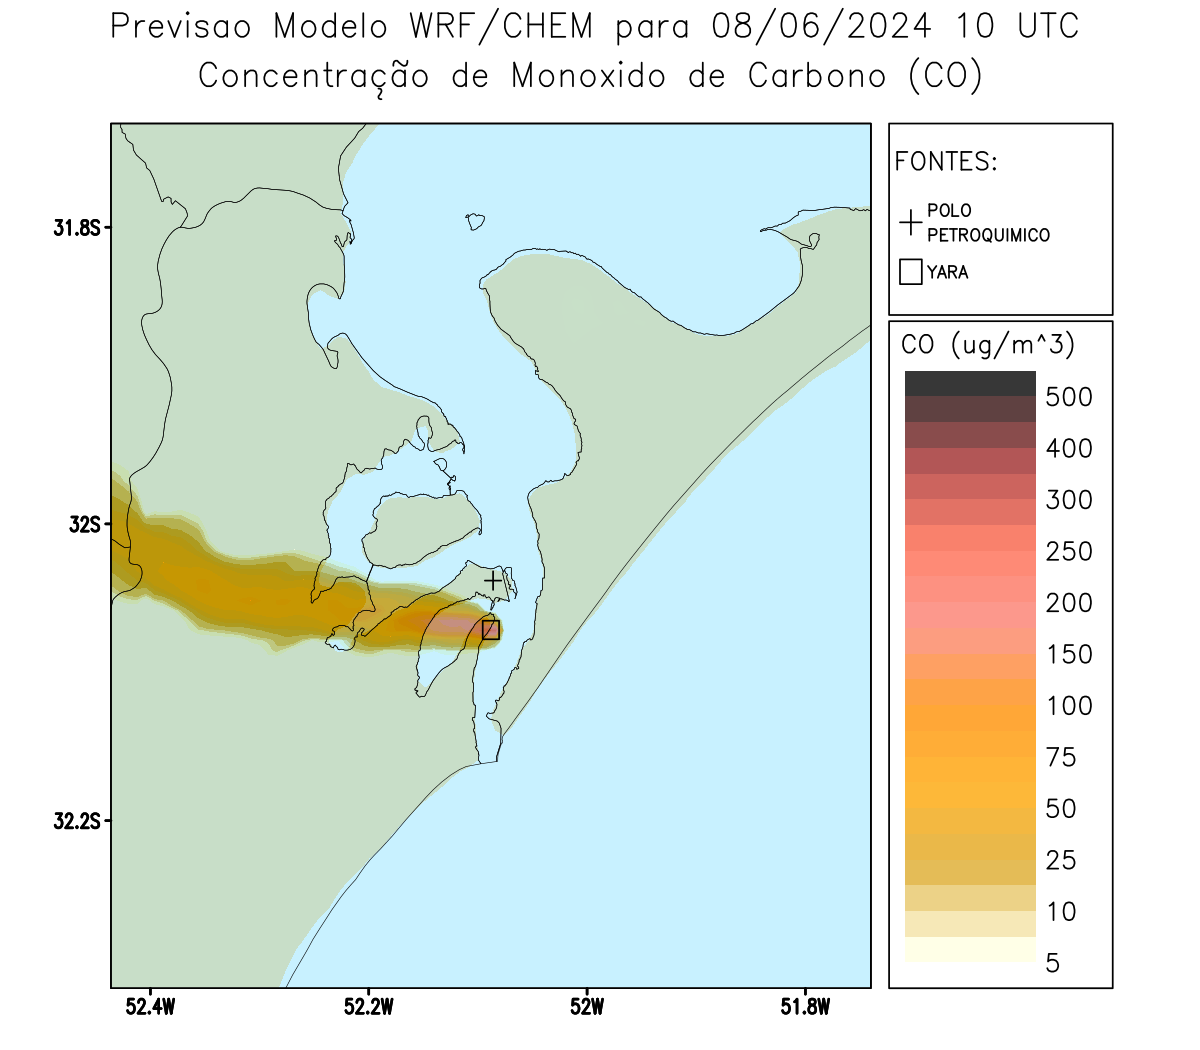 Previsao Modelo WRF/CHEM para 08/06/2024 10 UTC
Concentração de Monoxido de Carbono (CO)
FONTES:
POLO
PETROQUIMICO
YARA
CO (ug/m^3)
500
400
300
250
200
150
100
75
50
25
10
5
31.8S
32S
32.2S
52.4W
52.2W
52W
51.8W